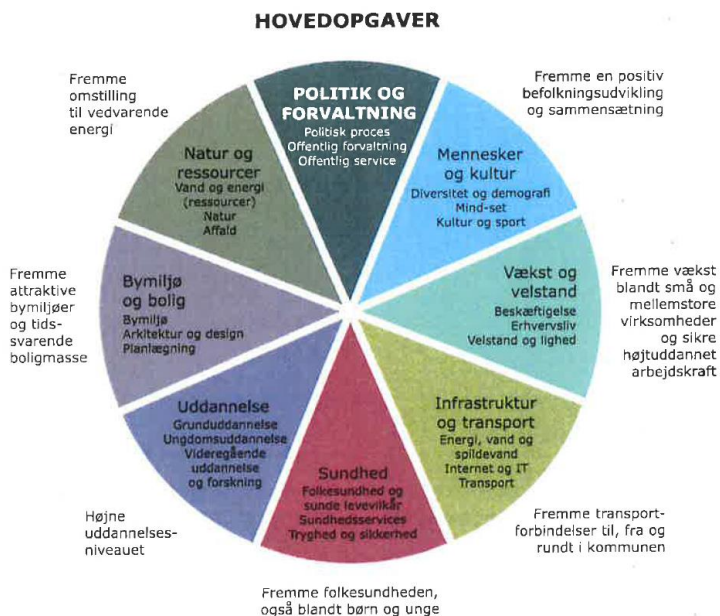 HOVEDOPGAVER
POLITIK OG
FORVALTNING
Politisk proces
Offentlig forvaltning
Offentlig service
Fremme en positiv
befolkningsudvikling
og sammensætning
Mennesker
og kultur
Diversitet og demografi
Mind-set
Kultur og sport
Vækst og
velstand
Beskæftigelse
Erhvervsliv
Velstand og lighed
Fremme vækst
blandt små og
mellemstore
virksomheder
og sikre
højtuddannet
arbejdskraft
Infrastruktur
og transport
Energi, vand og
spildevand
Internet og IT
Transport
Fremme transport-
forbindelser til, fra og
rundt i kommunen
Sundhed
Folkesundhed og
sunde levevilkår
Sundhedsservices
Tryghed og sikkerhed
Fremme folkesundheden,
også blandt børn og unge
Uddannelse
Grunduddannelse
Ungdomsuddannelse
Videregående
uddannelse
og forskning
Højne
uddannelses-
niveauet
Bymiljø
og bolig
Bymiljø
Arkitektur og design
Planlægning
Fremme
attraktive
bymiljøer
og tids-
svarende
boligmasse
Natur og
ressourcer
Vand og energi
(ressourcer)
Natur
Affald
Fremme
omstilling
til vedvarende
energi